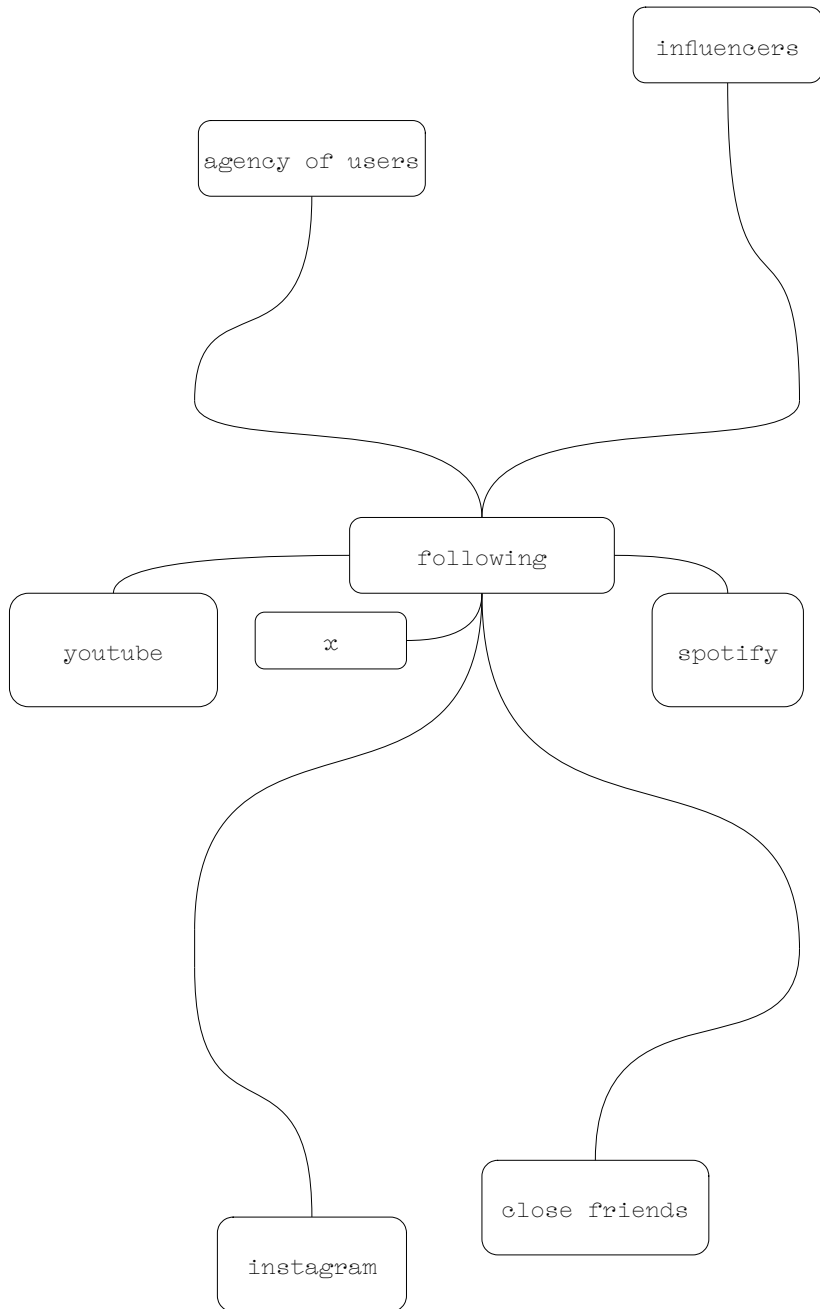 influencers
agency of users
following
youtube
x
spotify
close friends
instagram